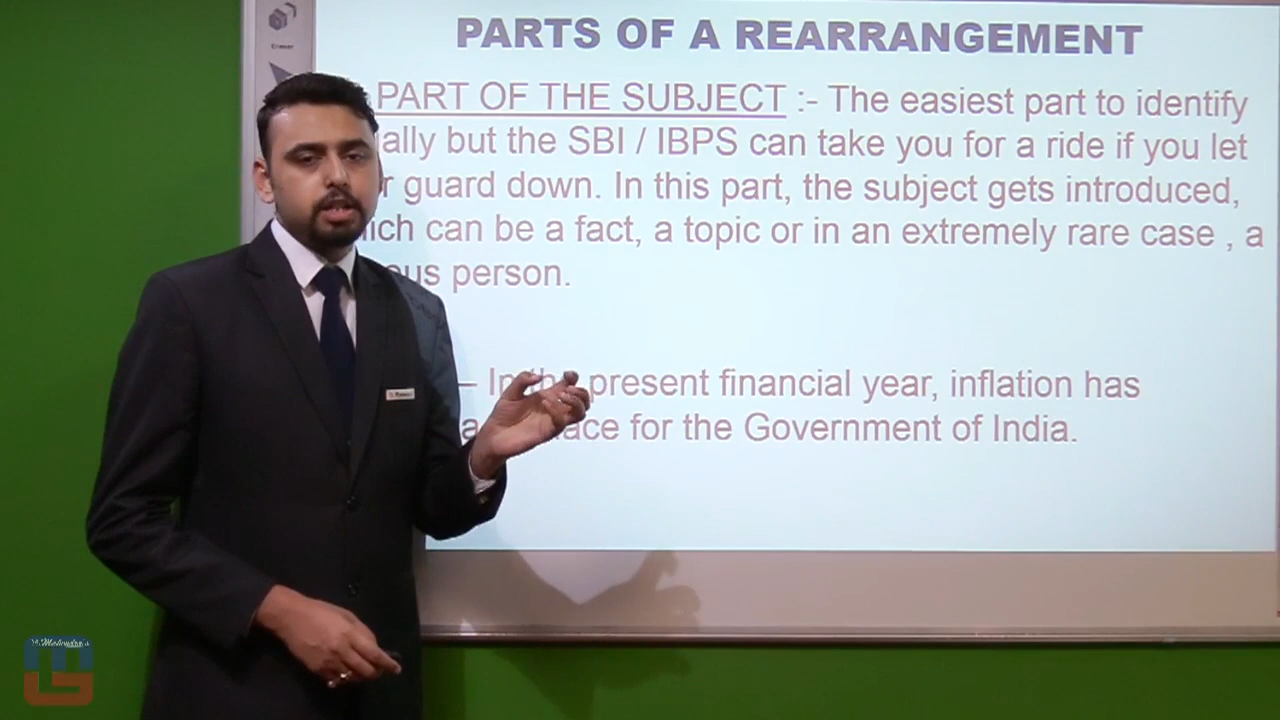 PARTS OF A REARRANGEMENT
Eraser
PART OF THE SUBJECT :- The easiest part to identify
ally but the SBI / IBPS can take you for a ride if you let
r guard down. In this part, the subject gets introduced,
ich can be a fact, a topic or in an extremely rare case , a
ous person.
– In the present financial year, inflation has
ace for the Government of India.
Mahendra's